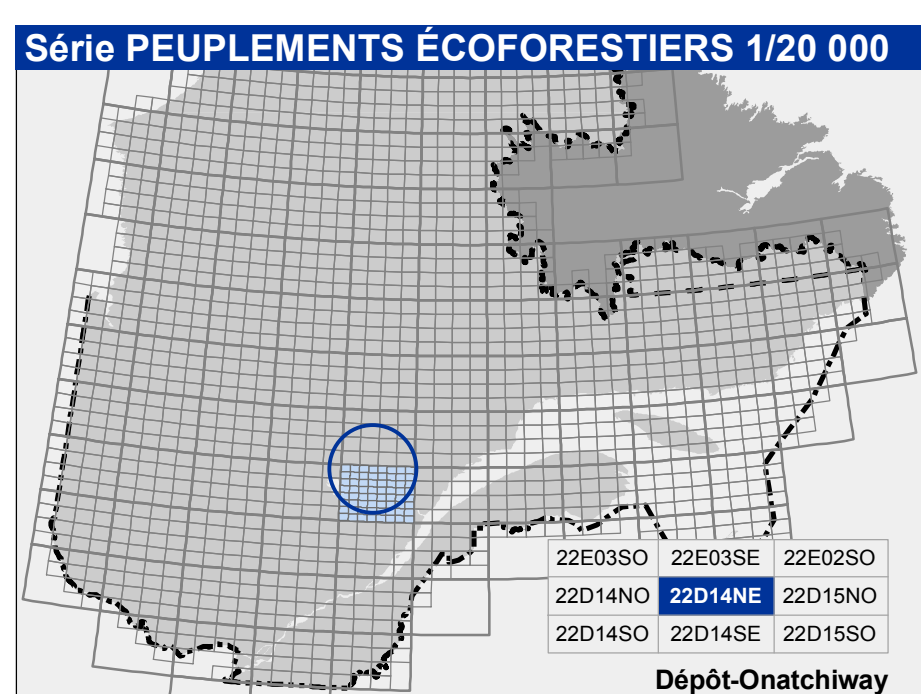 Série PEUPLEMENTS ÉCOFORESTIERS 1/20 000
22E03SO 22E03SE 22E02SO
22D14NO 22D14NE 22D15NO
22D14SO 22D14SE 22D15SO
Dépôt-Onatchiway